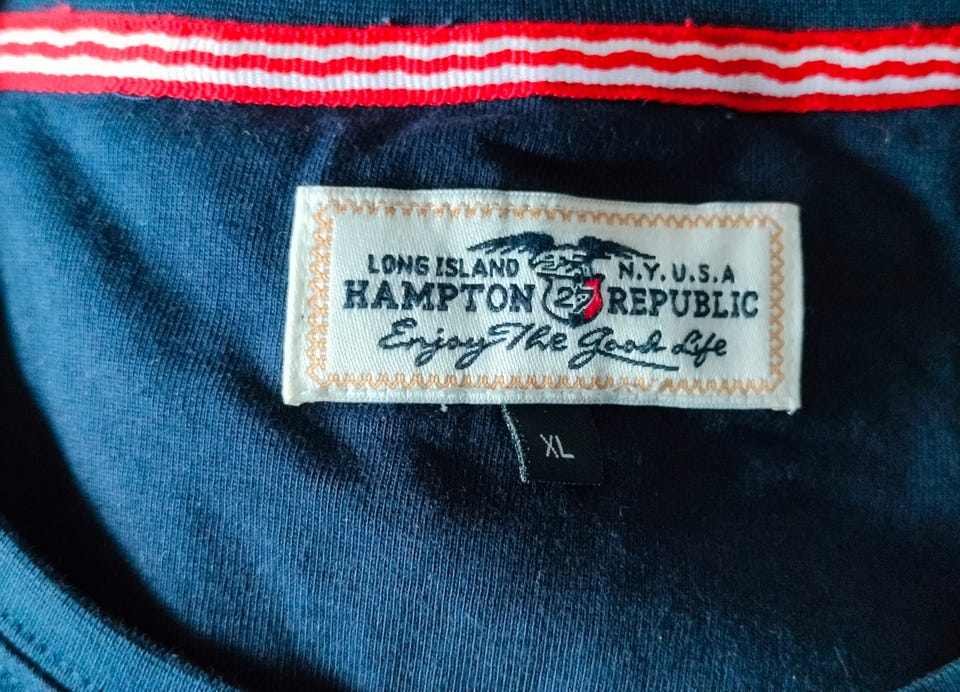 LONG ISLAND N.Y. U.S.A
HAMPTON 27 REPUBLIC
Enjoy The Good Life
XL